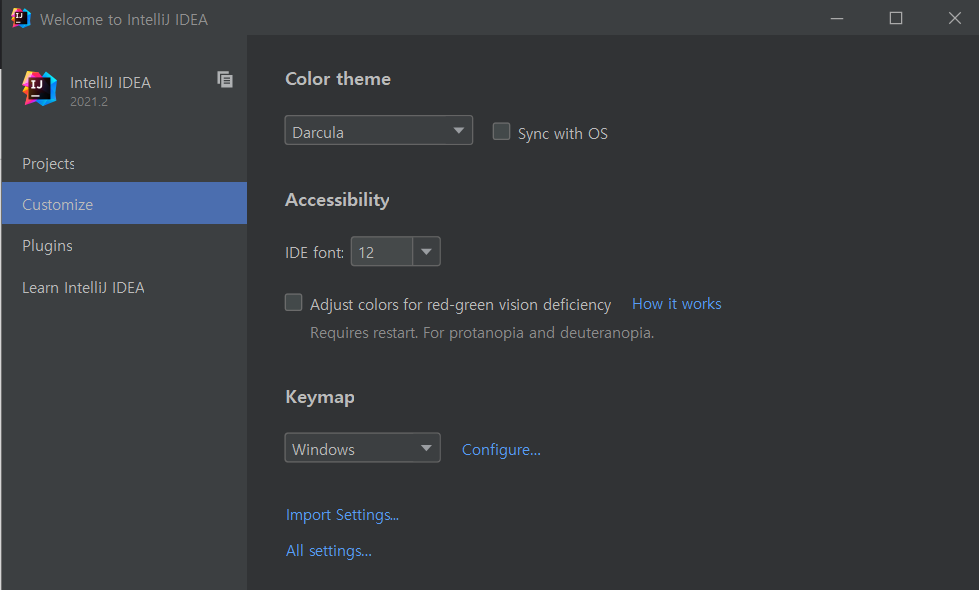 Welcome to IntelliJ IDEA
IJ
IntelliJ IDEA
2021.2
Projects
Customize
Plugins
Learn IntelliJ IDEA
Color theme
Darcula
Sync with OS
Accessibility
IDE font: 12
Adjust colors for red-green vision deficiency How it works
Requires restart. For protanopia and deuteranopia.
Keymap
Windows Configure...
Import Settings...
All settings...